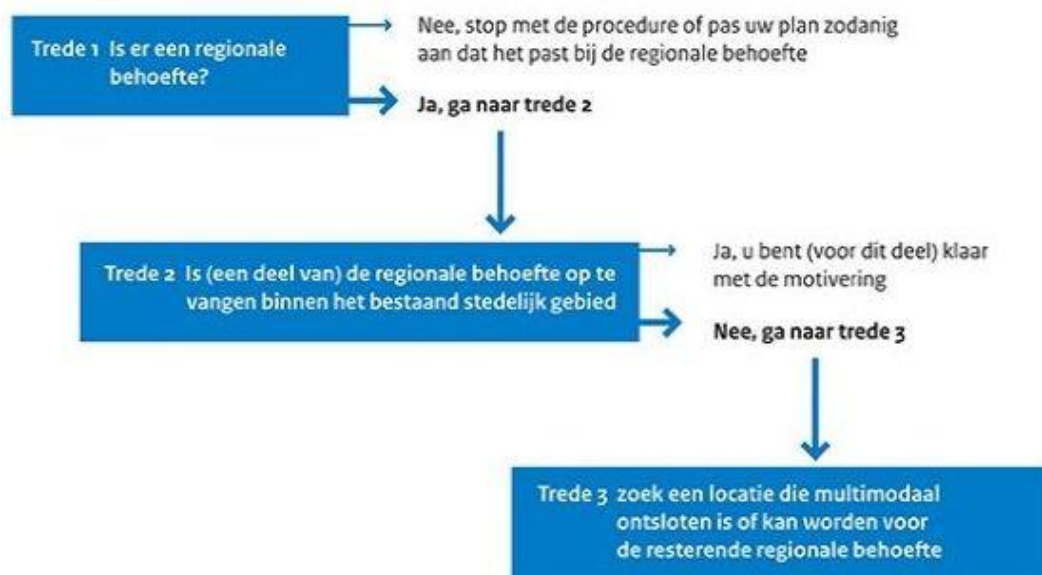 Trede 1 Is er een regionale
behoefte?
Nee, stop met de procedure of pas uw plan zodanig
aan dat het past bij de regionale behoefte
Ja, ga naar trede 2
Trede 2 Is (een deel van) de regionale behoefte op te
vangen binnen het bestaand stedelijk gebied
Ja, u bent (voor dit deel) klaar
met de motivering
Nee, ga naar trede 3
Trede 3 zoek een locatie die multimodaal
ontsloten is of kan worden voor
de resterende regionale behoefte